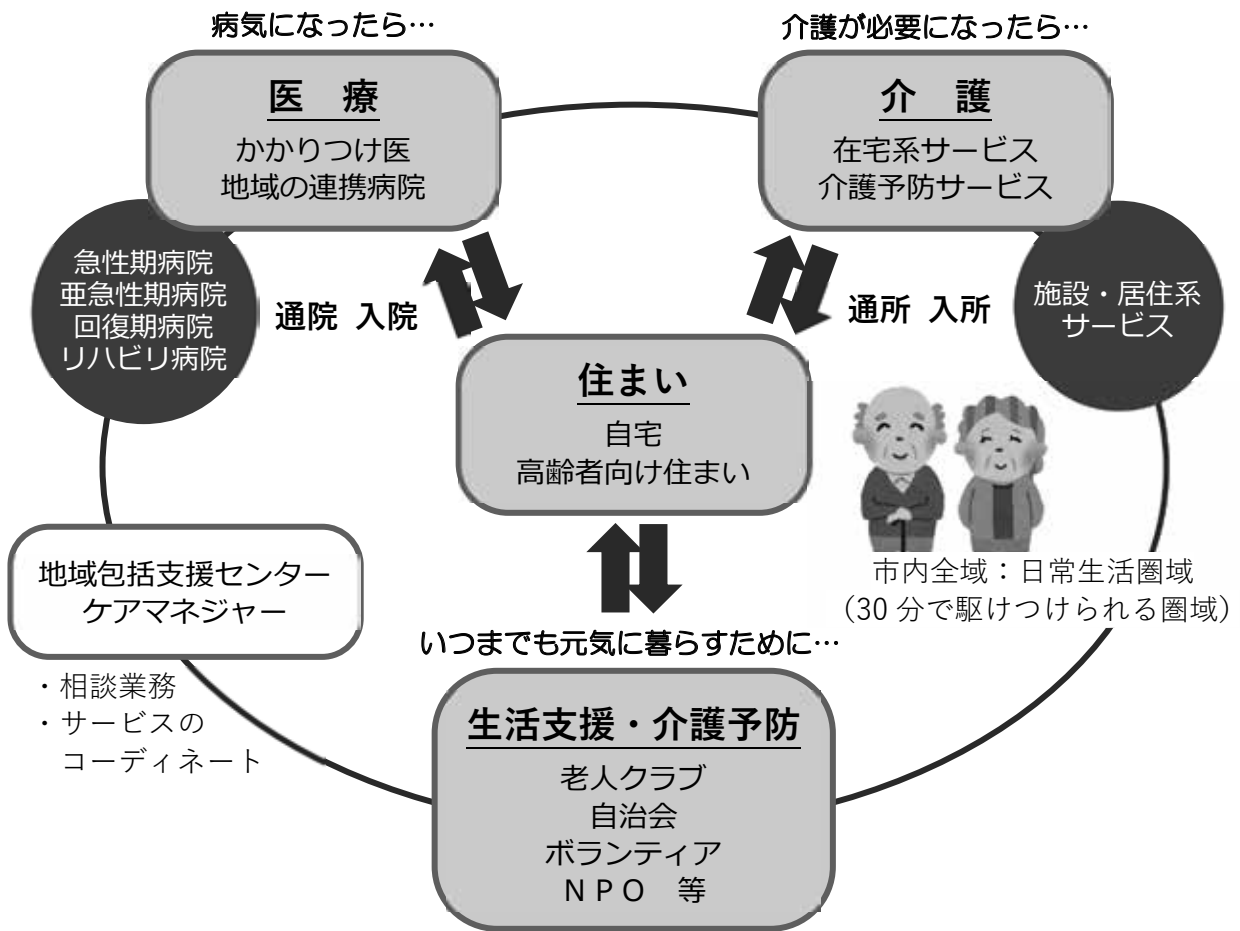 病気になったら…
医　療
かかりつけ医
地域の連携病院
介護が必要になったら…
介　護
在宅系サービス
介護予防サービス
急性期病院
亜急性期病院
回復期病院
リハビリ病院
通院 入院
通所 入所
施設・居住系
サービス
住まい
自宅
高齢者向け住まい
市内全域：日常生活圏域
（30 分で駆けつけられる圏域）
地域包括支援センター
ケアマネジャー
・相談業務
・サービスの
コーディネート
いつまでも元気に暮らすために…
生活支援・介護予防
老人クラブ
自治会
ボランティア
ＮＰＯ　等